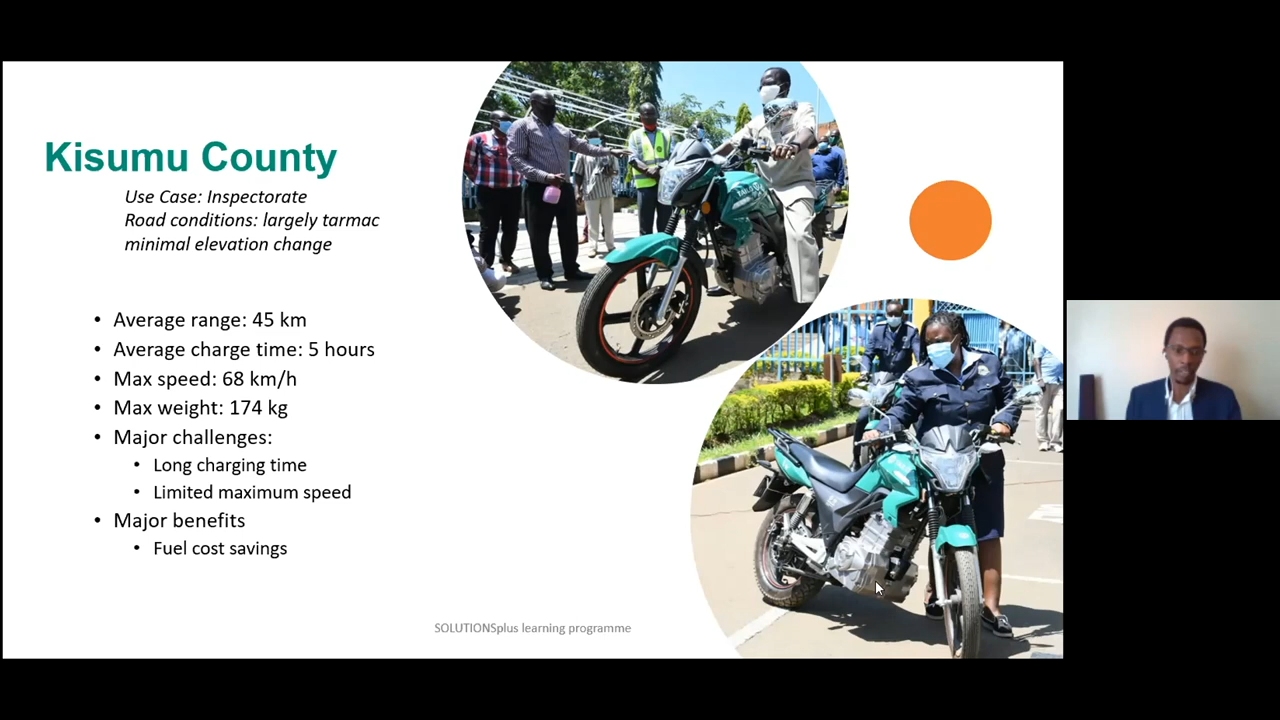 Kisumu County
Use Case: Inspectorate
Road conditions: largely tarmac
minimal elevation change
• Average range: 45 km
• Average charge time: 5 hours
• Max speed: 68 km/h
• Max weight: 174 kg
• Major challenges:
• Long charging time
• Limited maximum speed
• Major benefits
• Fuel cost savings
SOLUTIONSplus learning programme